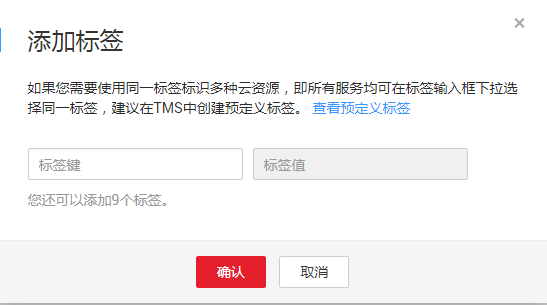 添加标签
如果您需要使用同一标签标识多种云资源，即所有服务均可在标签输入框下拉选
择同一标签，建议在TMS中创建预定义标签。 查看预定义标签
标签键 标签值
您还可以添加9个标签。
确认 取消